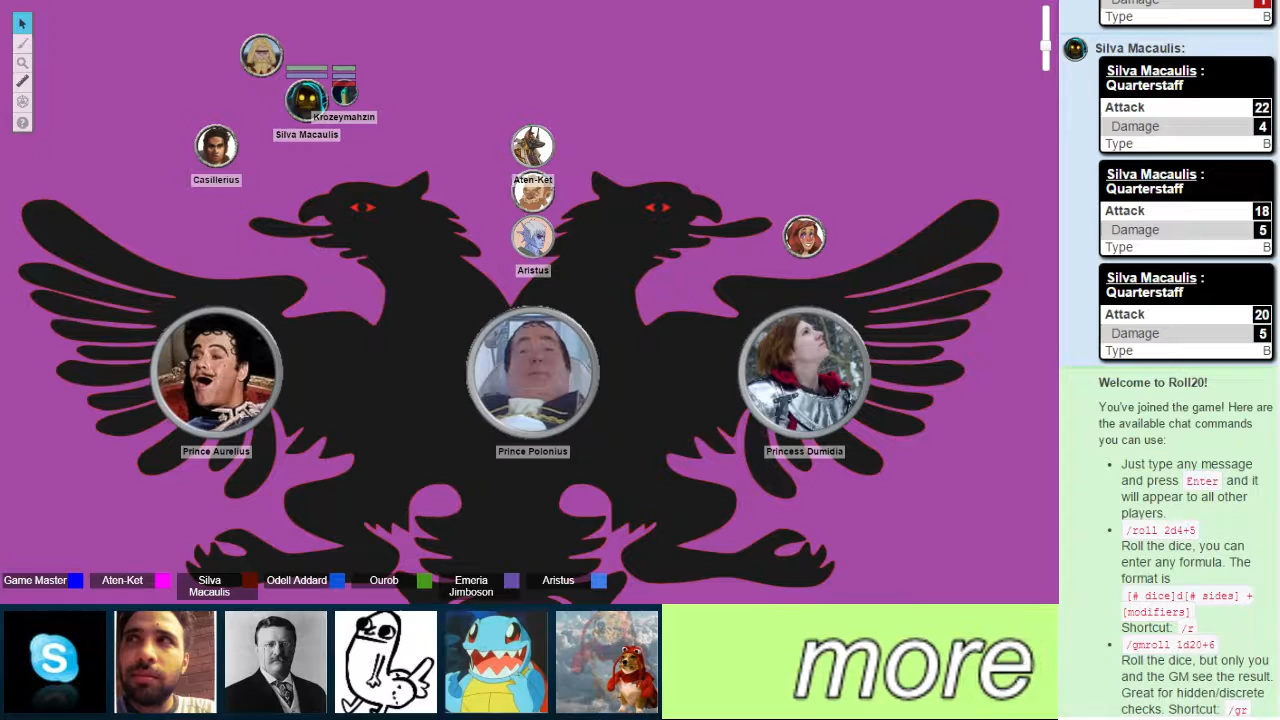 Krozeymahzin
Silva Macaulis
Casillerius
Aten-Ket
Aristus
Prince Aurelius
Prince Polonius
Princess Dumidia
Game Master
Aten-Ket
Silva
Macaulis
Odell Addard
Ourob
Emeria
Jimboson
Aristus
S
more
Damage
Type B
Silva Macaulis:
Silva Macaulis :
Quarterstaff
Attack 22
Damage 4
Type B
Silva Macaulis :
Quarterstaff
Attack 18
Damage 5
Type B
Silva Macaulis :
Quarterstaff
Attack 20
Damage 5
Type B
Welcome to Roll20!
You've joined the game! Here are
the available chat commands
you can use:
Just type any message
and press Enter and it
will appear to all other
players.
/roll 2d4+5
Roll the dice, you can
enter any formula. The
format is
[# dice]d[# sides] +
[modifiers]
Shortcut: /r
/gmroll 1d20+6
Roll the dice, but only you
and the GM see the result.
Great for hidden/discrete
checks. Shortcut: /gr